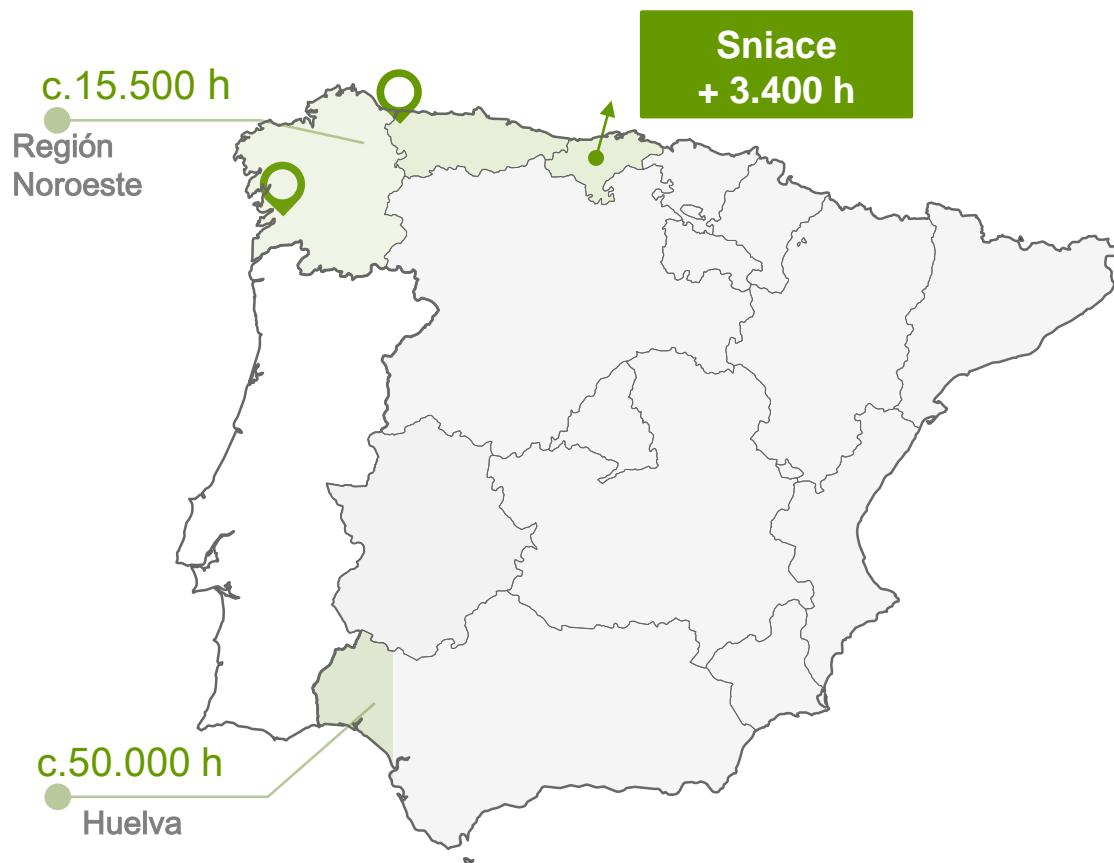 Sniace
+ 3.400 h
c.15.500 h
Región
Noroeste
c.50.000 h
Huelva